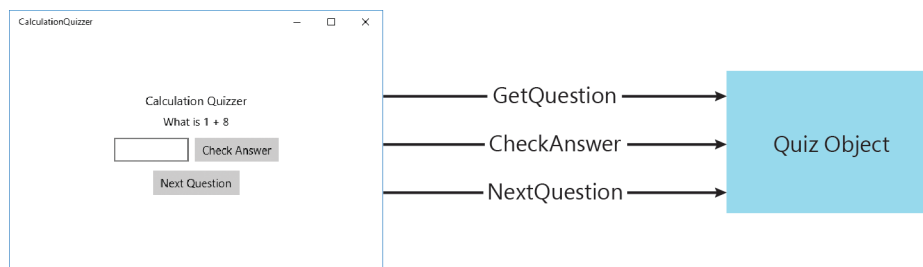 CalculationQuizzer
Calculation Quizzer
What is 1 + 8
Check Answer
Next Question
GetQuestion
CheckAnswer
NextQuestion
Quiz Object